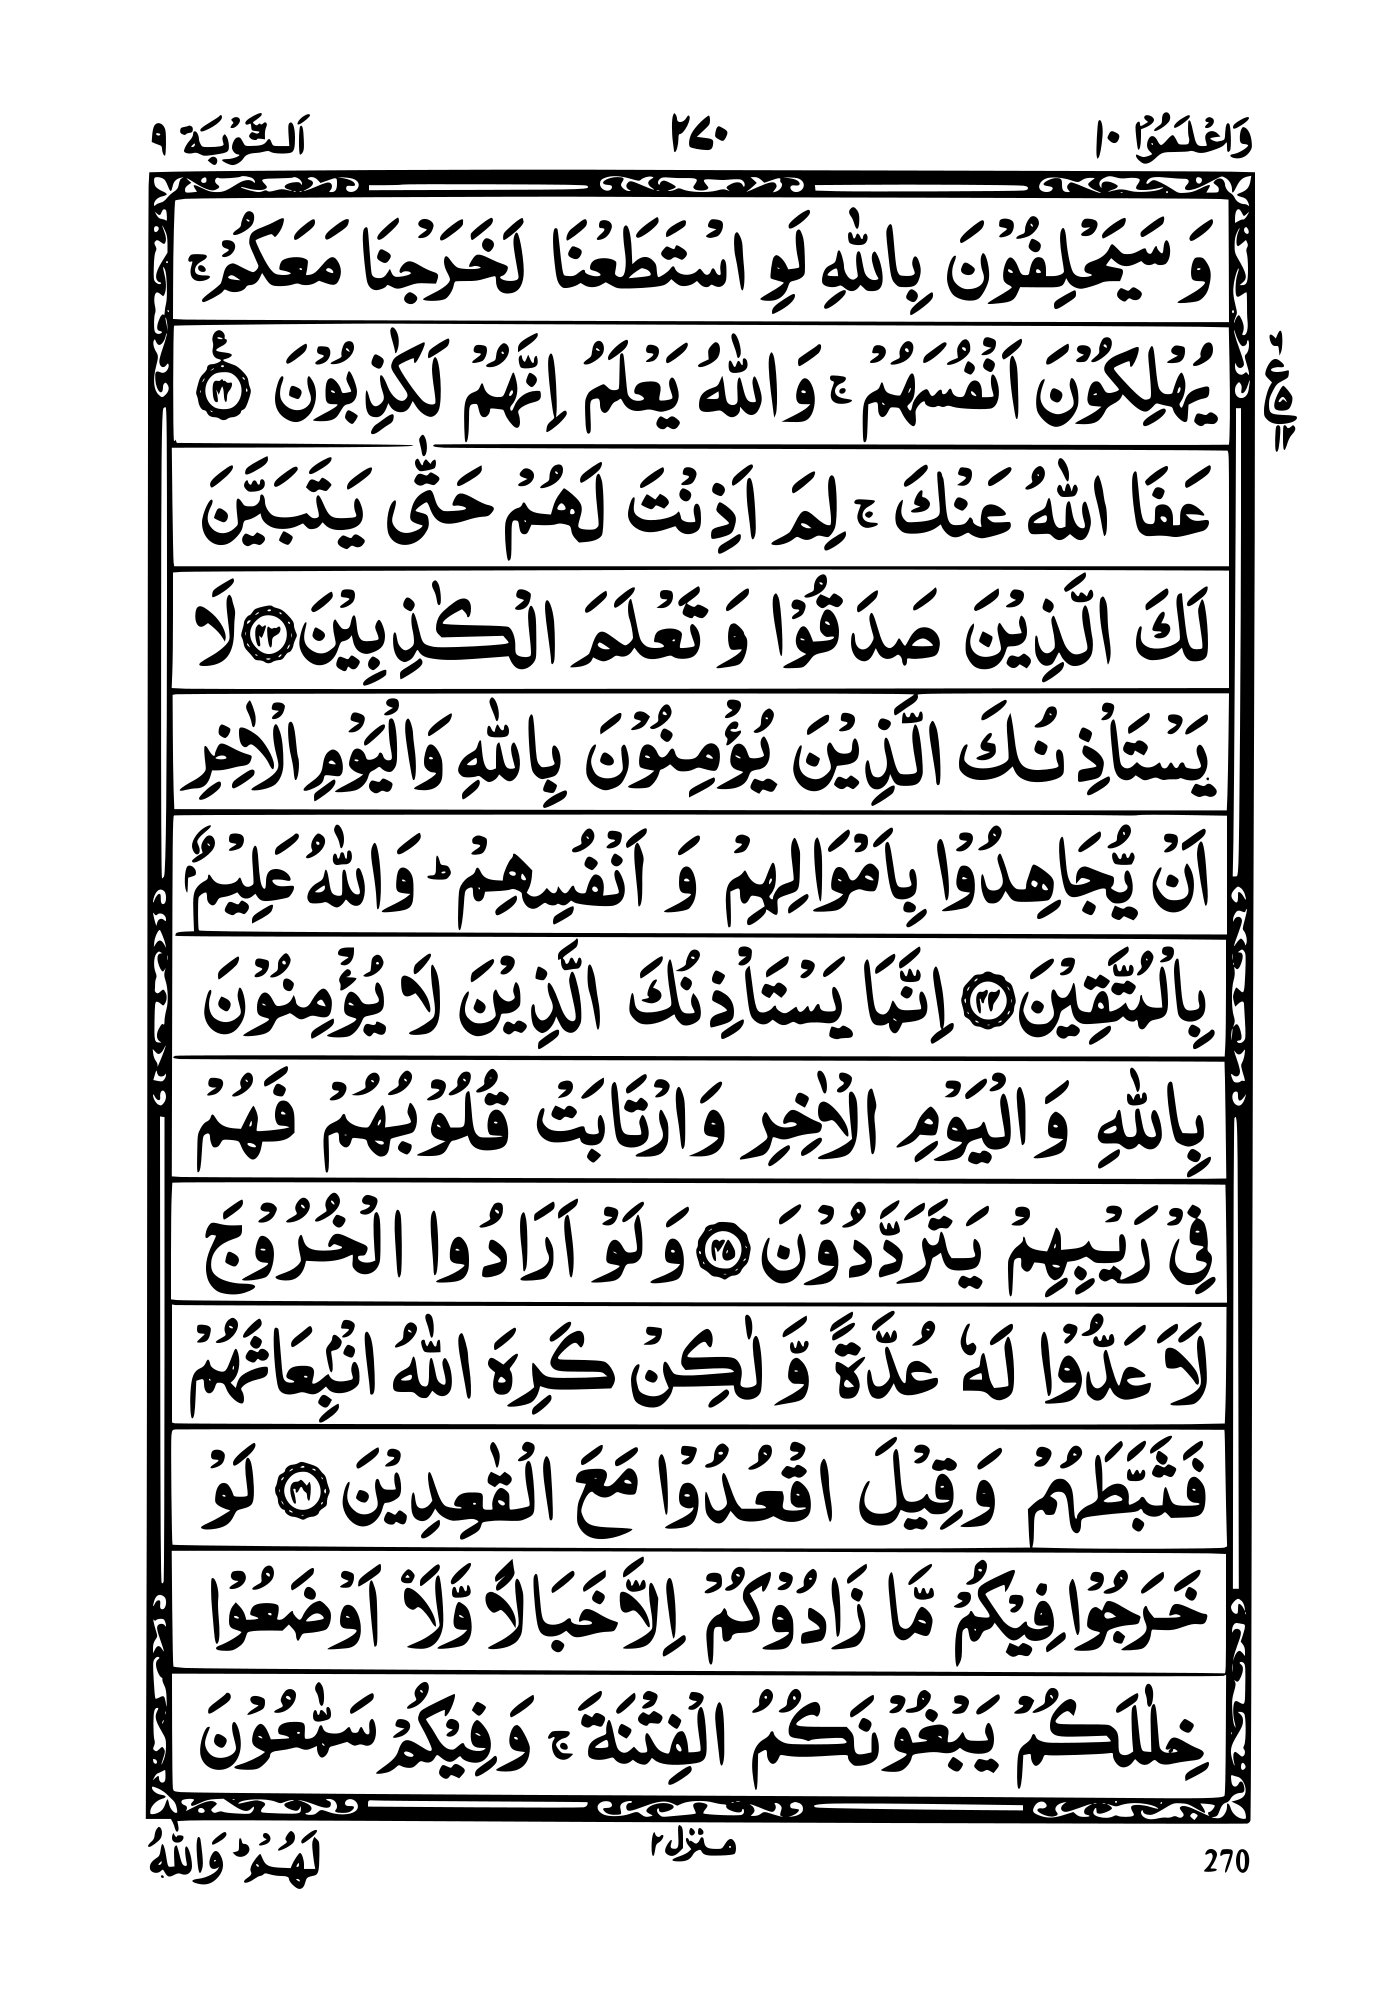 وَاعْلَمُوْۤا ۱۰
۲۷۰
اَلتَّوْبَة ۹
وَ سَيَحْلِفُوْنَ بِاللّٰهِ لَوِ اسْتَطَعْنَا لَخَرَجْنَا مَعَكُمْ ۚ
يُهْلِكُوْنَ اَنْفُسَهُمْ ۚ وَاللّٰهُ يَعْلَمُ اِنَّهُمْ لَكٰذِبُوْنَ ﴿۴۲﴾ ع
ع ۵ ۱۲
عَفَا اللّٰهُ عَنْكَ ۚ لِمَ اَذِنْتَ لَهُمْ حَتّٰى يَتَبَيَّنَ
لَكَ الَّذِيْنَ صَدَقُوْا وَ تَعْلَمَ الْكٰذِبِيْنَ ﴿۴۳﴾ لَا
يَسْتَاْذِنُكَ الَّذِيْنَ يُؤْمِنُوْنَ بِاللّٰهِ وَالْيَوْمِ الْاٰخِرِ
اَنْ يُّجَاهِدُوْا بِاَمْوَالِهِمْ وَ اَنْفُسِهِمْ ؕ وَاللّٰهُ عَلِيْمٌۢ
بِالْمُتَّقِيْنَ ﴿۴۴﴾ اِنَّمَا يَسْتَاْذِنُكَ الَّذِيْنَ لَا يُؤْمِنُوْنَ
بِاللّٰهِ وَالْيَوْمِ الْاٰخِرِ وَارْتَابَتْ قُلُوْبُهُمْ فَهُمْ
فِيْ رَيْبِهِمْ يَتَرَدَّدُوْنَ ﴿۴۵﴾ وَ لَوْ اَرَادُوا الْخُرُوْجَ
لَاَعَدُّوْا لَهٗ عُدَّةً وَّ لٰكِنْ كَرِهَ اللّٰهُ انْۢبِعَاثَهُمْ
فَثَبَّطَهُمْ وَقِيْلَ اقْعُدُوْا مَعَ الْقٰعِدِيْنَ ﴿۴۶﴾ لَوْ
خَرَجُوْا فِيْكُمْ مَّا زَادُوْكُمْ اِلَّا خَبَالًا وَّلَاْ اَوْضَعُوْا
خِلٰلَكُمْ يَبْغُوْنَكُمُ الْفِتْنَةَ ۚ وَفِيْكُمْ سَمّٰعُوْنَ
270
منزل ۲
لَهُمْ ؕ وَاللّٰهُ